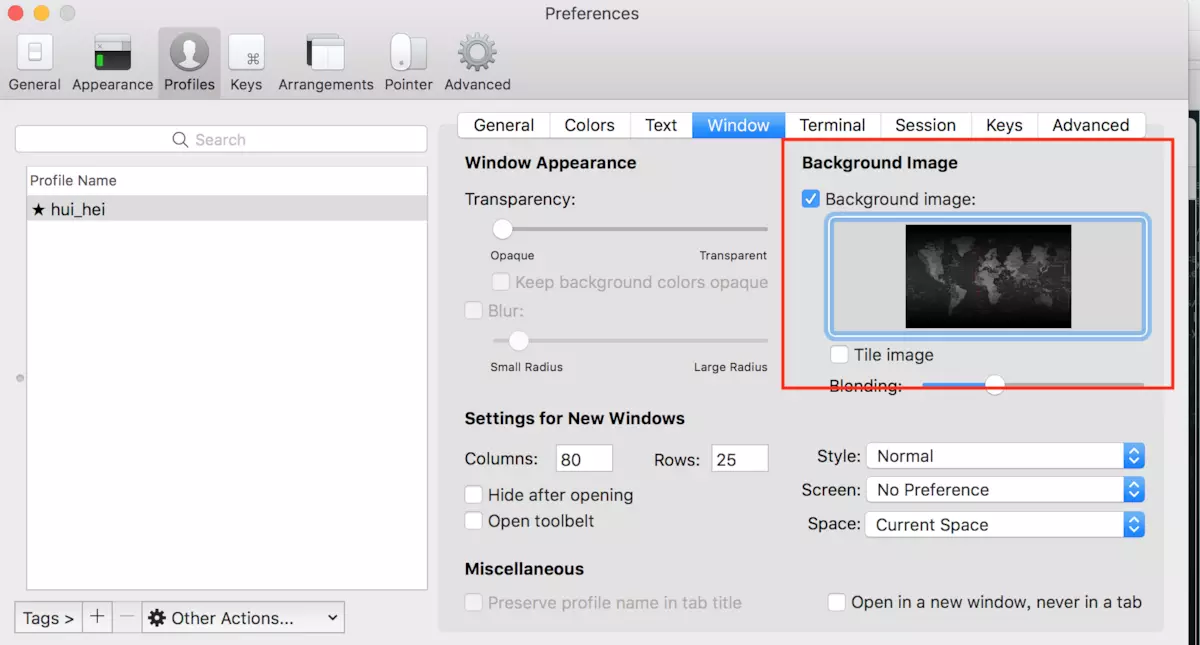 Preferences
General Appearance Profiles Keys Arrangements Pointer Advanced
Search
Profile Name
★ hui_hei
Tags > + − Other Actions...
General Colors Text Window Terminal Session Keys Advanced
Window Appearance
Transparency:
Opaque Transparent
Keep background colors opaque
Blur:
Small Radius Large Radius
Background Image
Background image:
Tile image
Blending:
Settings for New Windows
Columns: 80 Rows: 25
Hide after opening
Open toolbelt
Style: Normal
Screen: No Preference
Space: Current Space
Miscellaneous
Preserve profile name in tab title
Open in a new window, never in a tab